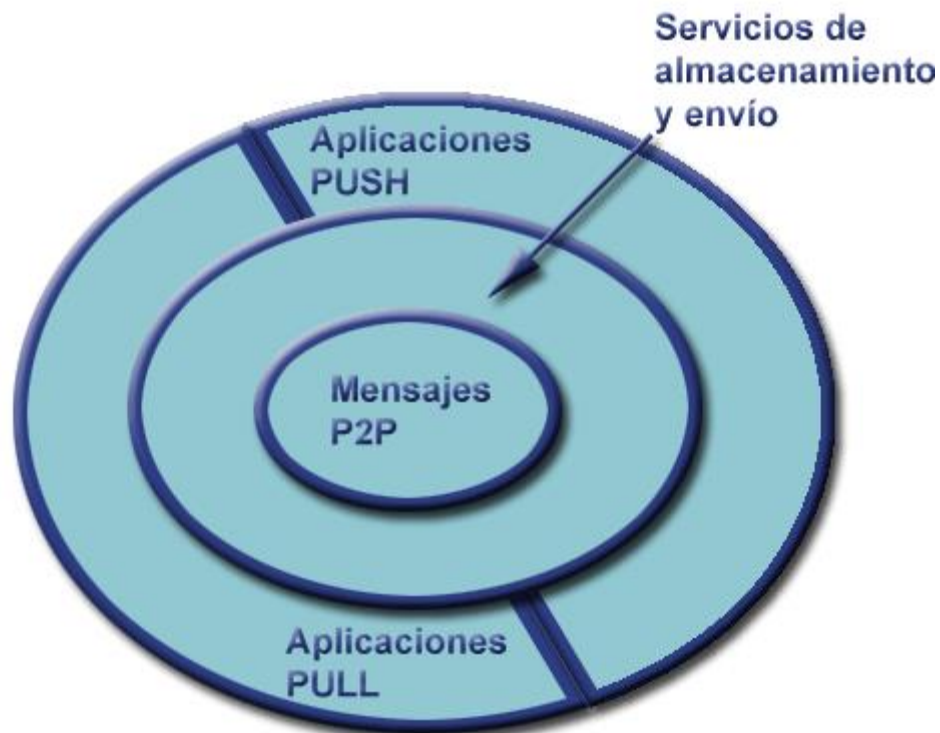 Servicios de
almacenamiento
y envío
Aplicaciones
PUSH
Mensajes
P2P
Aplicaciones
PULL